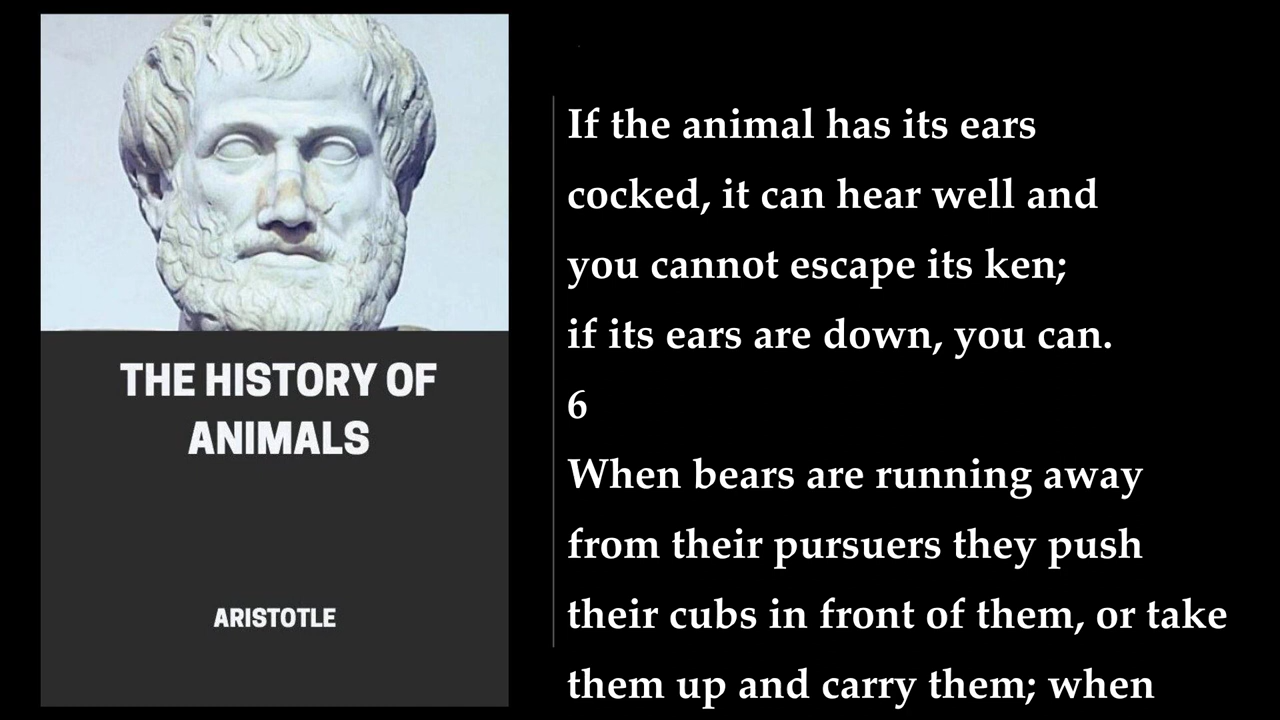 THE HISTORY OF
ANIMALS
ARISTOTLE
If the animal has its ears
cocked, it can hear well and
you cannot escape its ken;
if its ears are down, you can.
6
When bears are running away
from their pursuers they push
their cubs in front of them, or take
them up and carry them; when